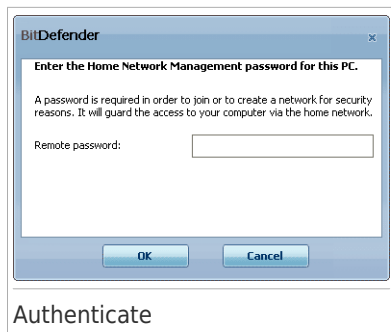 BitDefender
Enter the Home Network Management password for this PC.
A password is required in order to join or to create a network for security
reasons. It will guard the access to your computer via the home network.
Remote password:
OK Cancel
Authenticate